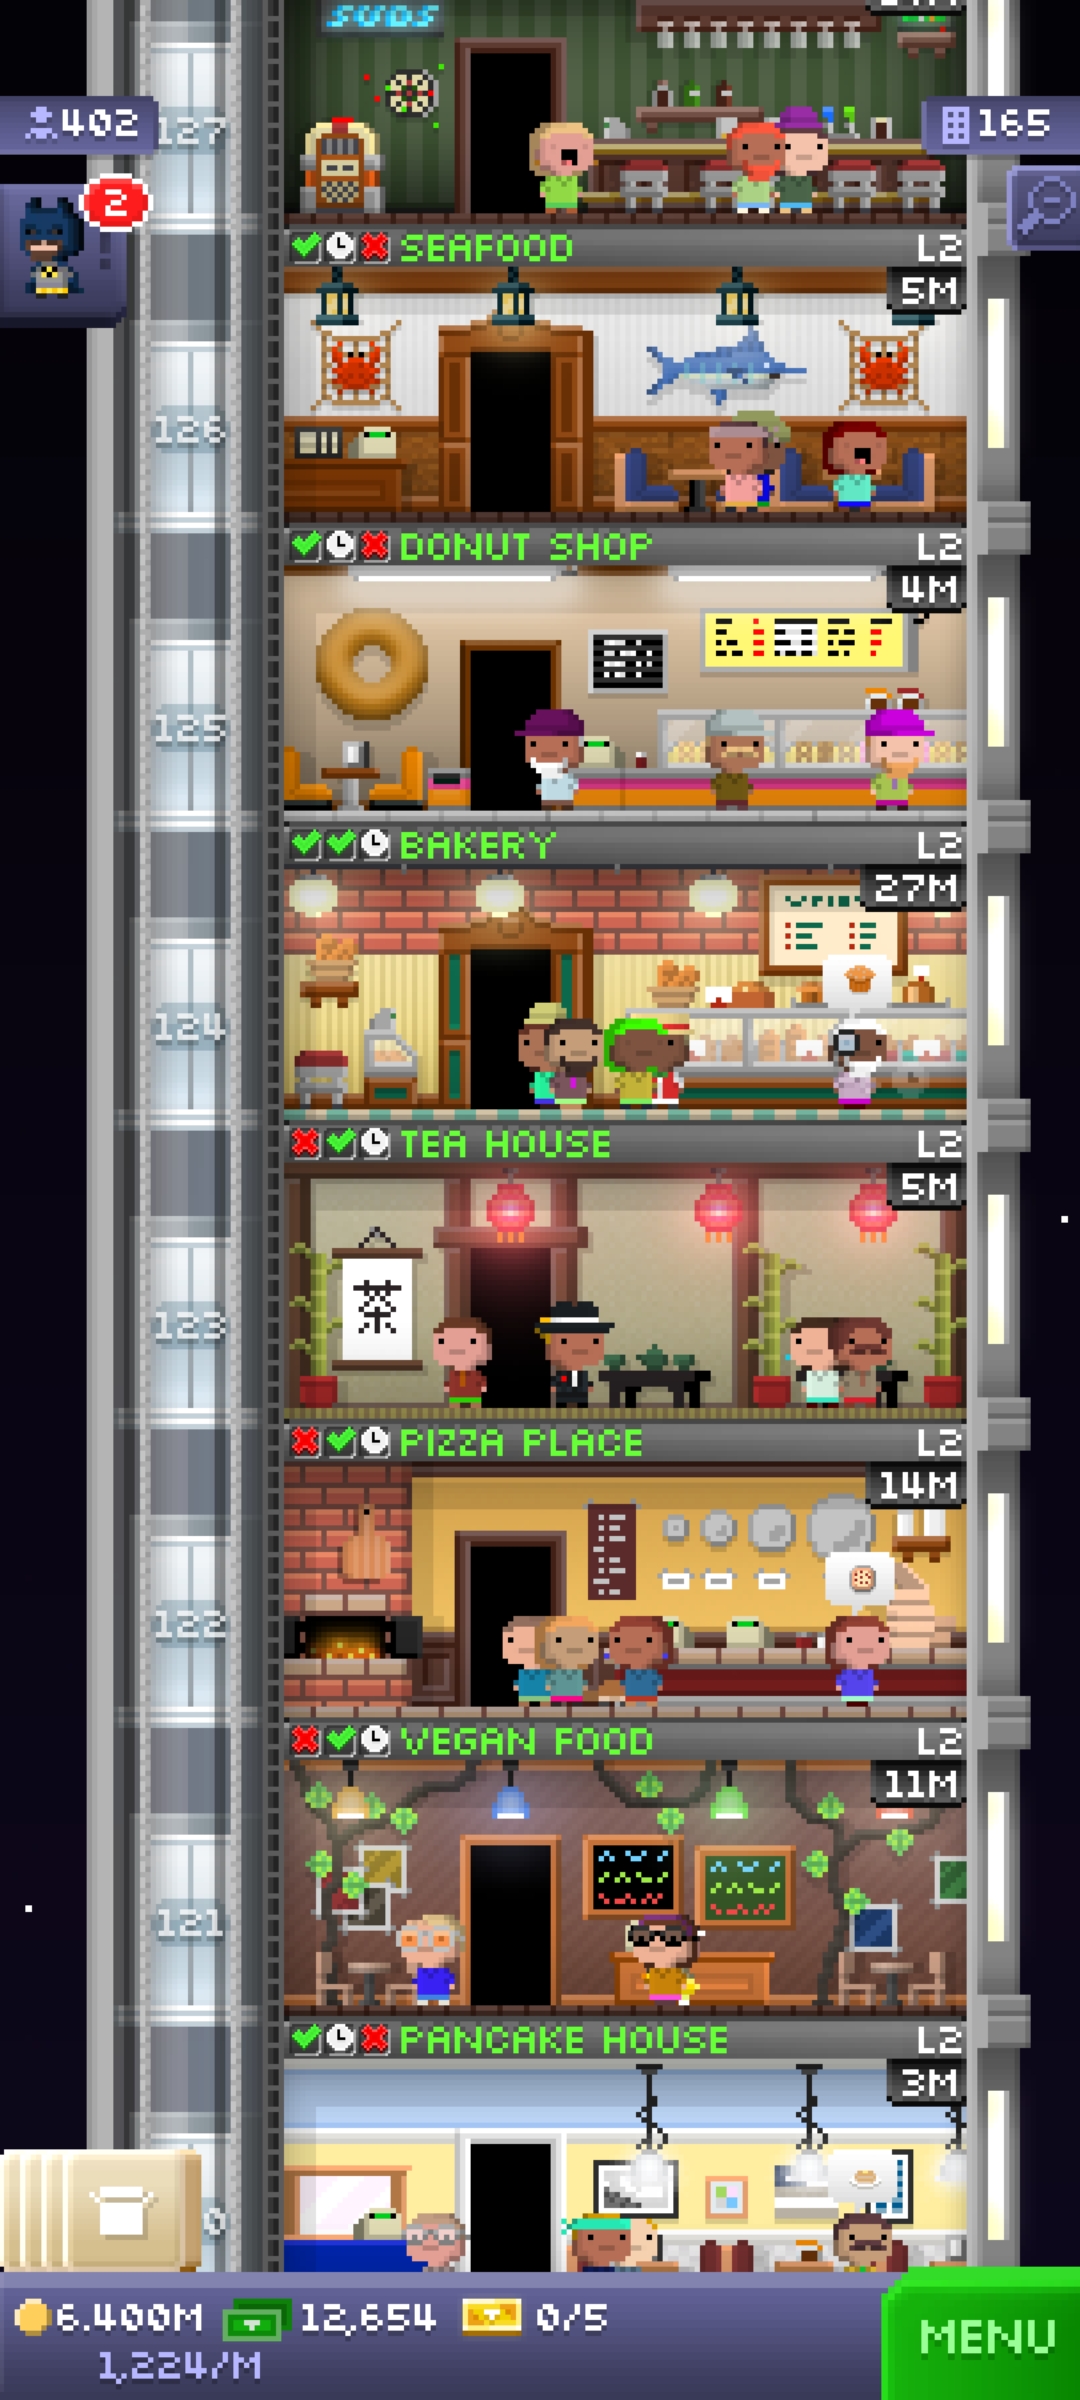 SUDS
402
127
165
2
SEAFOOD L2
5M
126
DONUT SHOP L2
4M
125
BAKERY L2
27M
124
TEA HOUSE L2
5M
茶
123
PIZZA PLACE L2
14M
122
VEGAN FOOD L2
11M
121
PANCAKE HOUSE L2
3M
0
6.400M 12,654 0/5
1,224/M
MENU